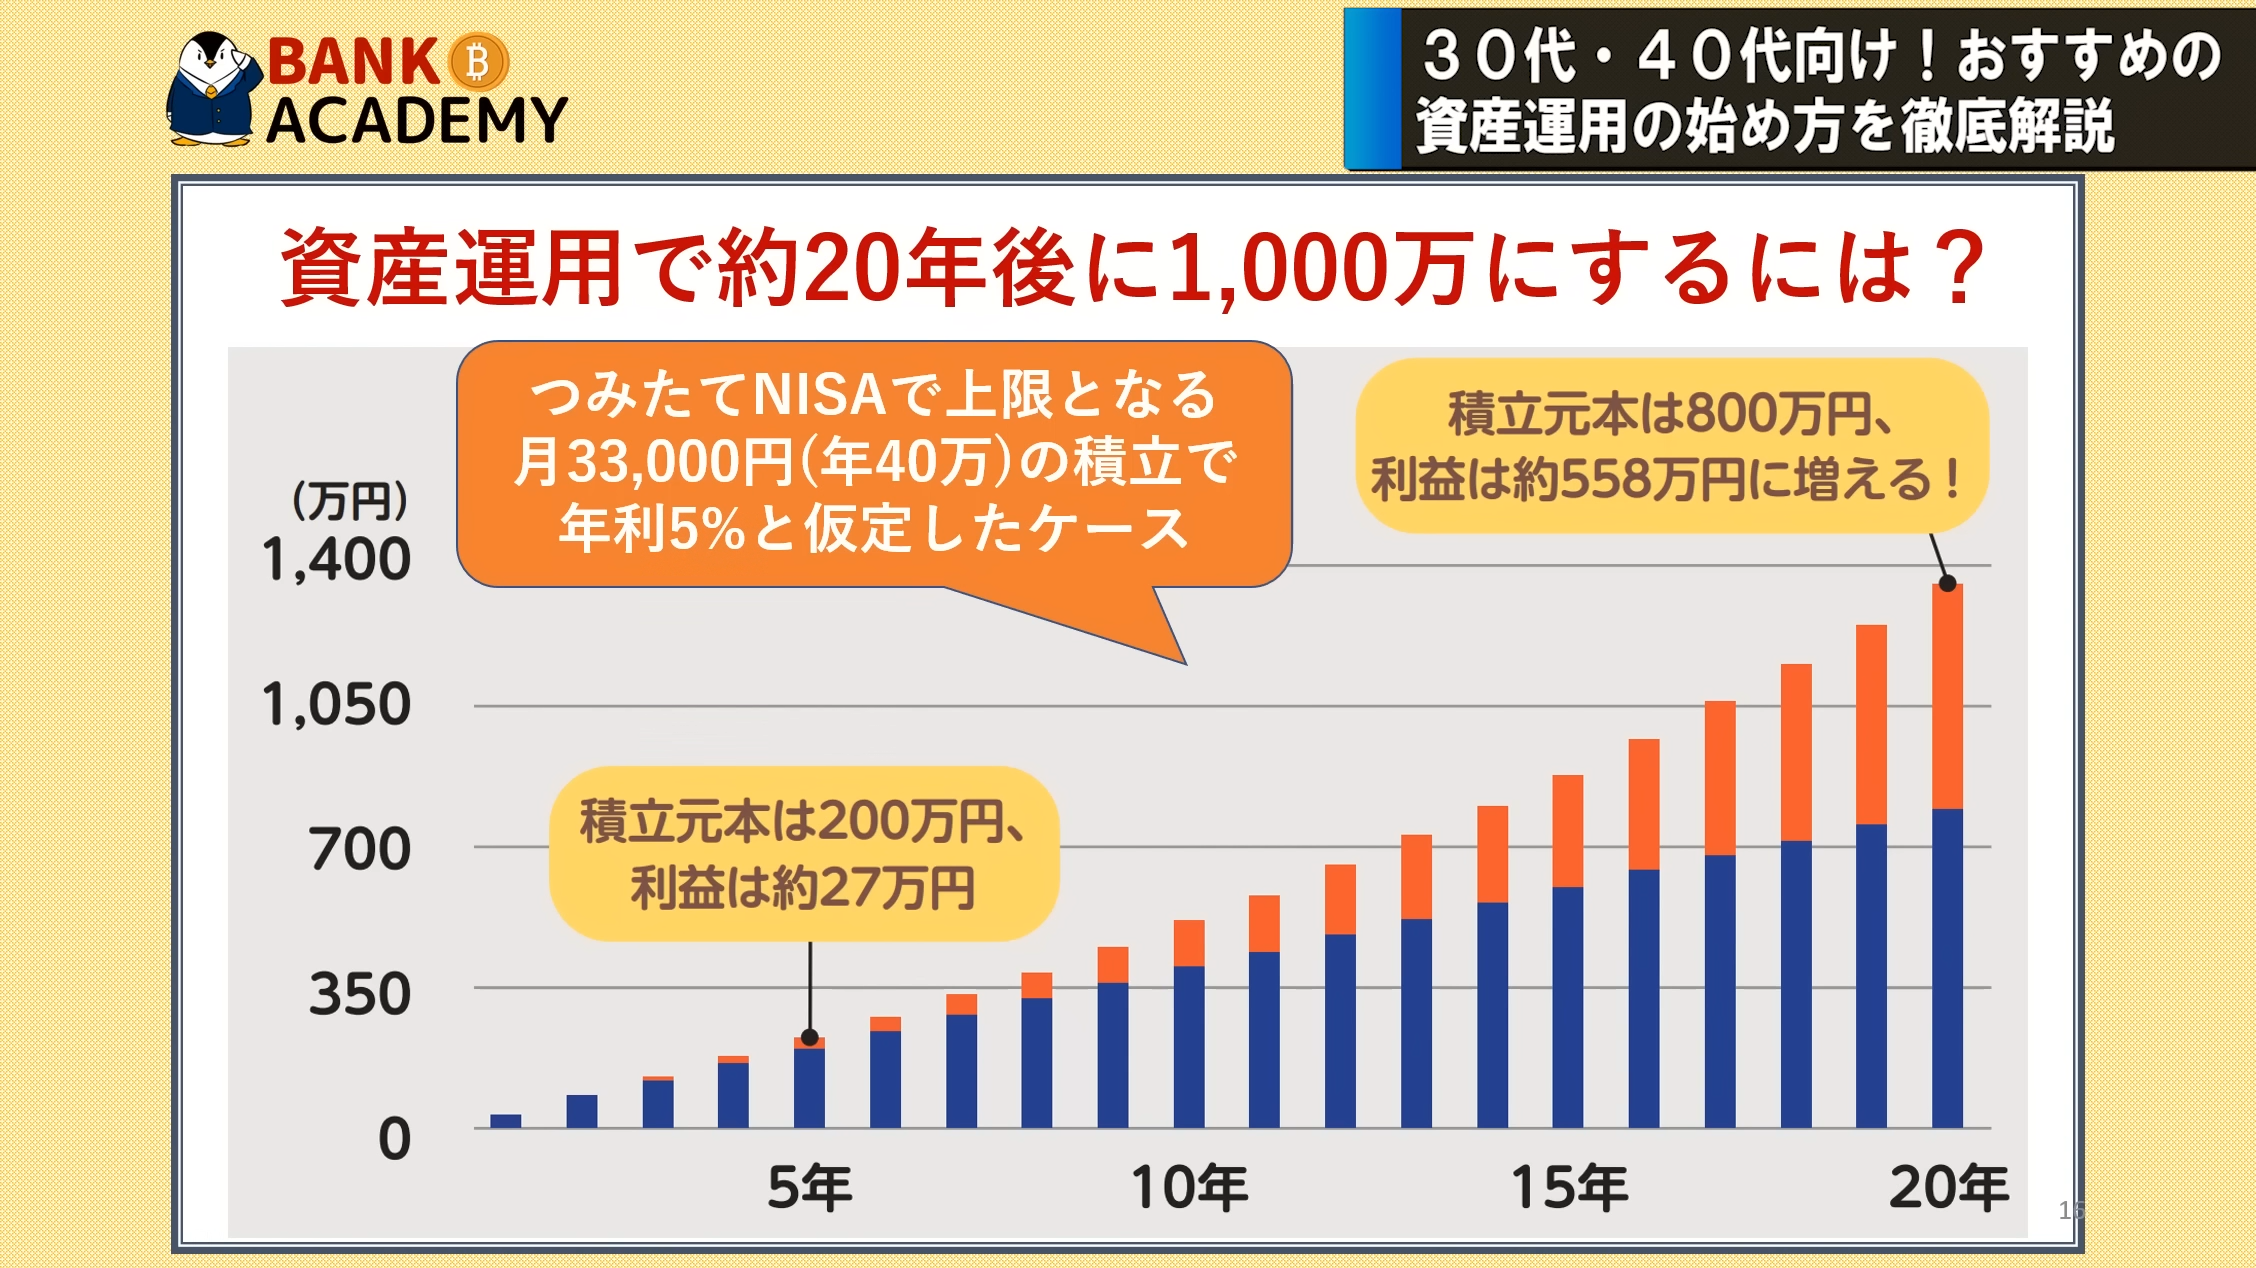 BANK
ACADEMY
30代・40代向け！おすすめの
資産運用の始め方を徹底解説
資産運用で約20年後に1,000万にするには？
つみたてNISAで上限となる
月33,000円(年40万)の積立で
年利5%と仮定したケース
積立元本は800万円、
利益は約558万円に増える！
(万円)
1,400
1,050
700
350
0
積立元本は200万円、
利益は約27万円
5年
10年
15年
20年
16